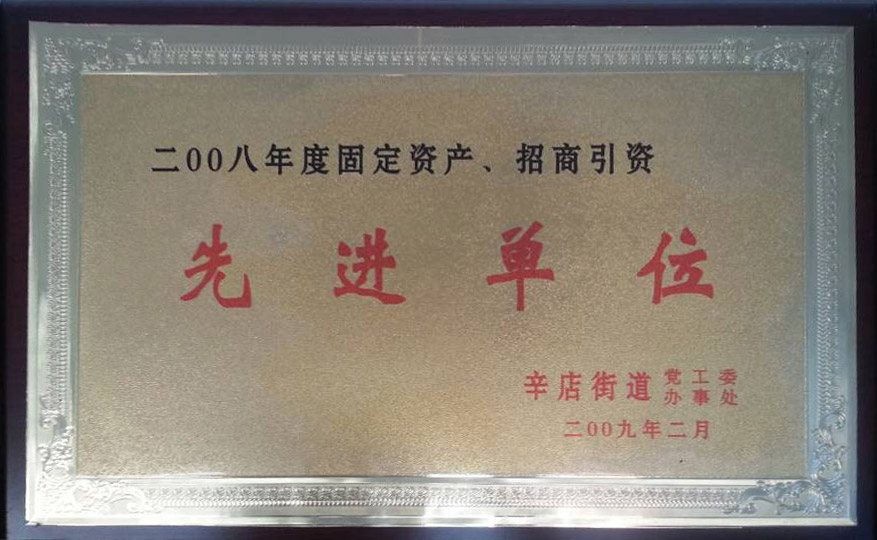 二00八年度固定资产、招商引资
先进单位
辛店街道党工委
办事处
二00九年二月